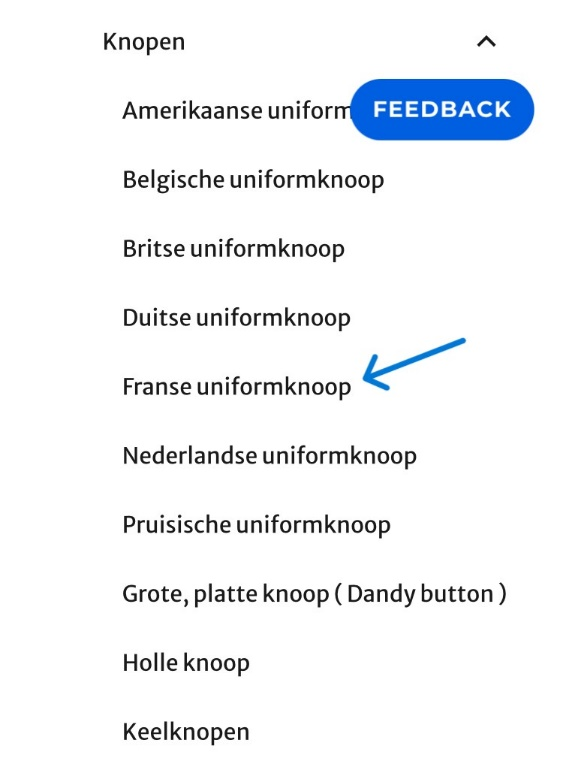 Knopen
Amerikaanse uniform
FEEDBACK
Belgische uniformknoop
Britse uniformknoop
Duitse uniformknoop
Franse uniformknoop
Nederlandse uniformknoop
Pruisische uniformknoop
Grote, platte knoop ( Dandy button )
Holle knoop
Keelknopen